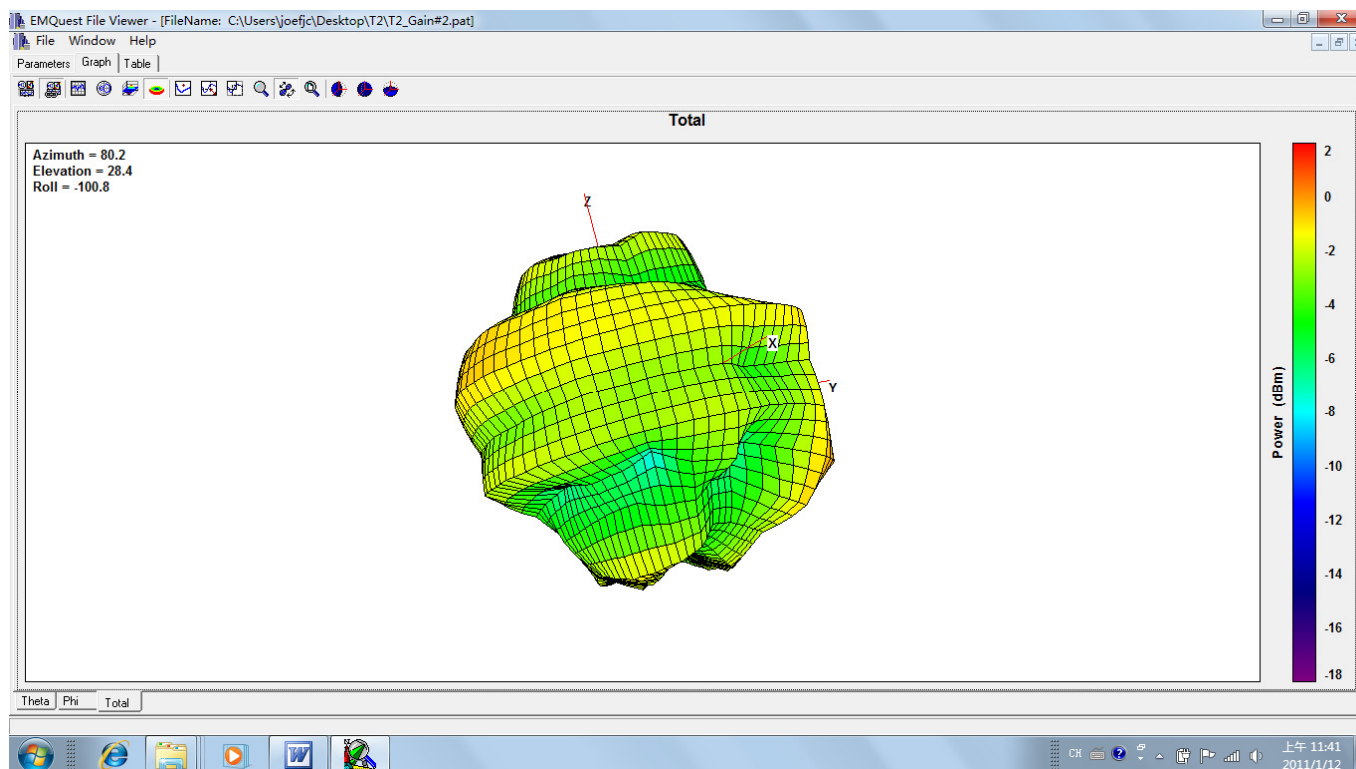 EMQuest File Viewer - [FileName: C:\Users\joefjc\Desktop\T2\T2_Gain#2.pat]
File Window Help
Parameters Graph Table
Total
Azimuth = 80.2
Elevation = 28.4
Roll = -100.8
Z
X
Y
2
0
-2
-4
-6
-8
-10
-12
-14
-16
-18
Power (dBm)
Theta Phi Total
CH
上午 11:41
2011/1/12